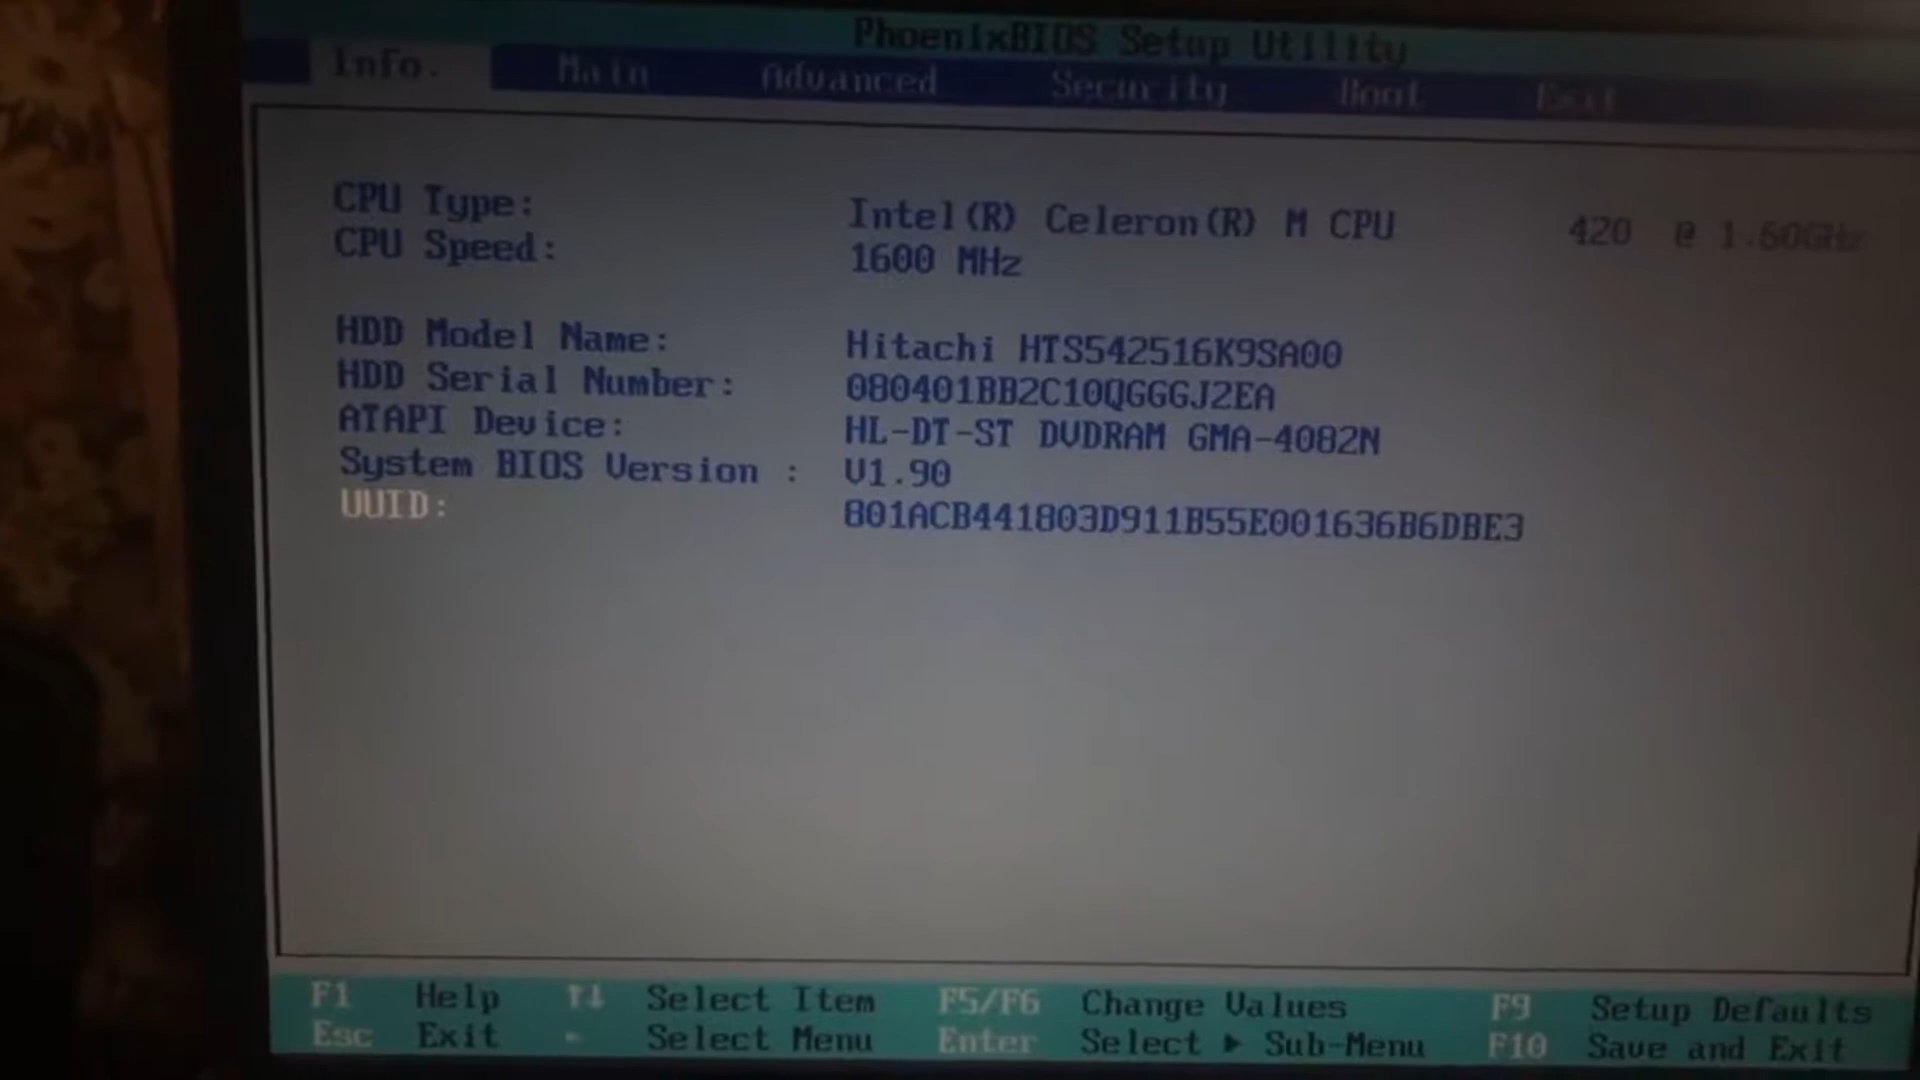 PhoenixBIOS Setup Utility
Info. Main Advanced Security Boot Exit
CPU Type: Intel(R) Celeron(R) M CPU 420 @ 1.60GHz
CPU Speed: 1600 MHz
HDD Model Name: Hitachi HTS542516K9SA00
HDD Serial Number: 080401BB2C10QGGGJ2EA
ATAPI Device: HL-DT-ST DVDRAM GMA-4082N
System BIOS Version : V1.90
UUID: 801ACB441803D911B55E001636B6DBE3
F1 Help ↑↓ Select Item F5/F6 Change Values F9 Setup Defaults
Esc Exit Select Menu Enter Select ▶ Sub-Menu F10 Save and Exit